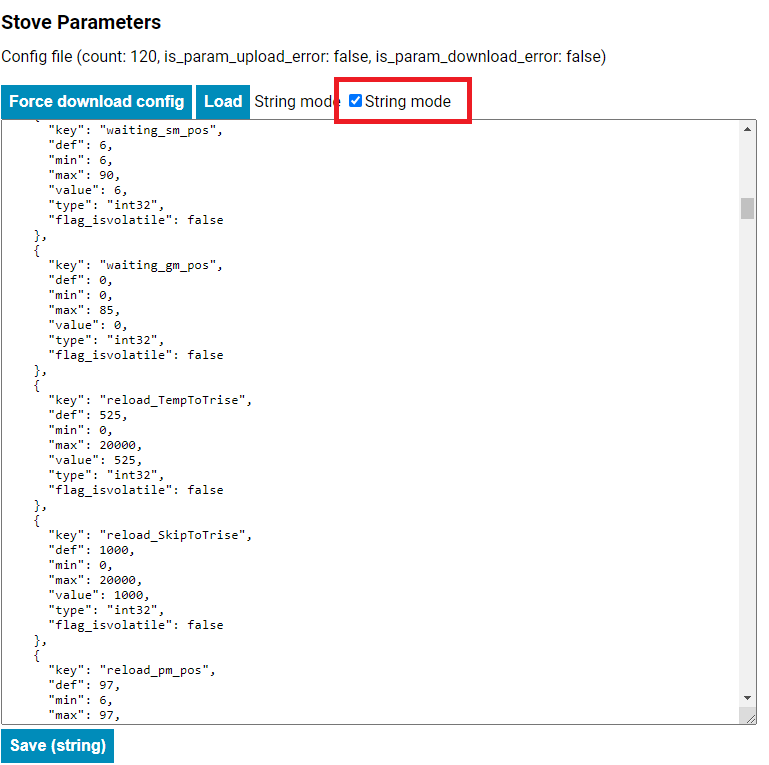 Stove Parameters
Config file (count: 120, is_param_upload_error: false, is_param_download_error: false)
Force download config Load String mode String mode
{
"key": "waiting_sm_pos",
"def": 6,
"min": 6,
"max": 90,
"value": 6,
"type": "int32",
"flag_isvolatile": false
},
{
"key": "waiting_gm_pos",
"def": 0,
"min": 0,
"max": 85,
"value": 0,
"type": "int32",
"flag_isvolatile": false
},
{
"key": "reload_TempToTrise",
"def": 525,
"min": 0,
"max": 20000,
"value": 525,
"type": "int32",
"flag_isvolatile": false
},
{
"key": "reload_SkipToTrise",
"def": 1000,
"min": 0,
"max": 20000,
"value": 1000,
"type": "int32",
"flag_isvolatile": false
},
{
"key": "reload_pm_pos",
"def": 97,
"min": 6,
"max": 97,
Save (string)